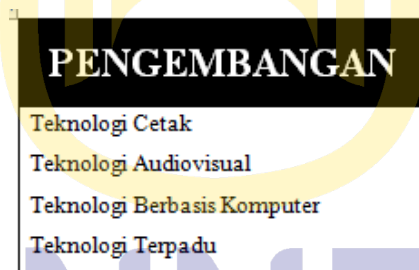 PENGEMBANGAN
Teknologi Cetak
Teknologi Audiovisual
Teknologi Berbasis Komputer
Teknologi Terpadu